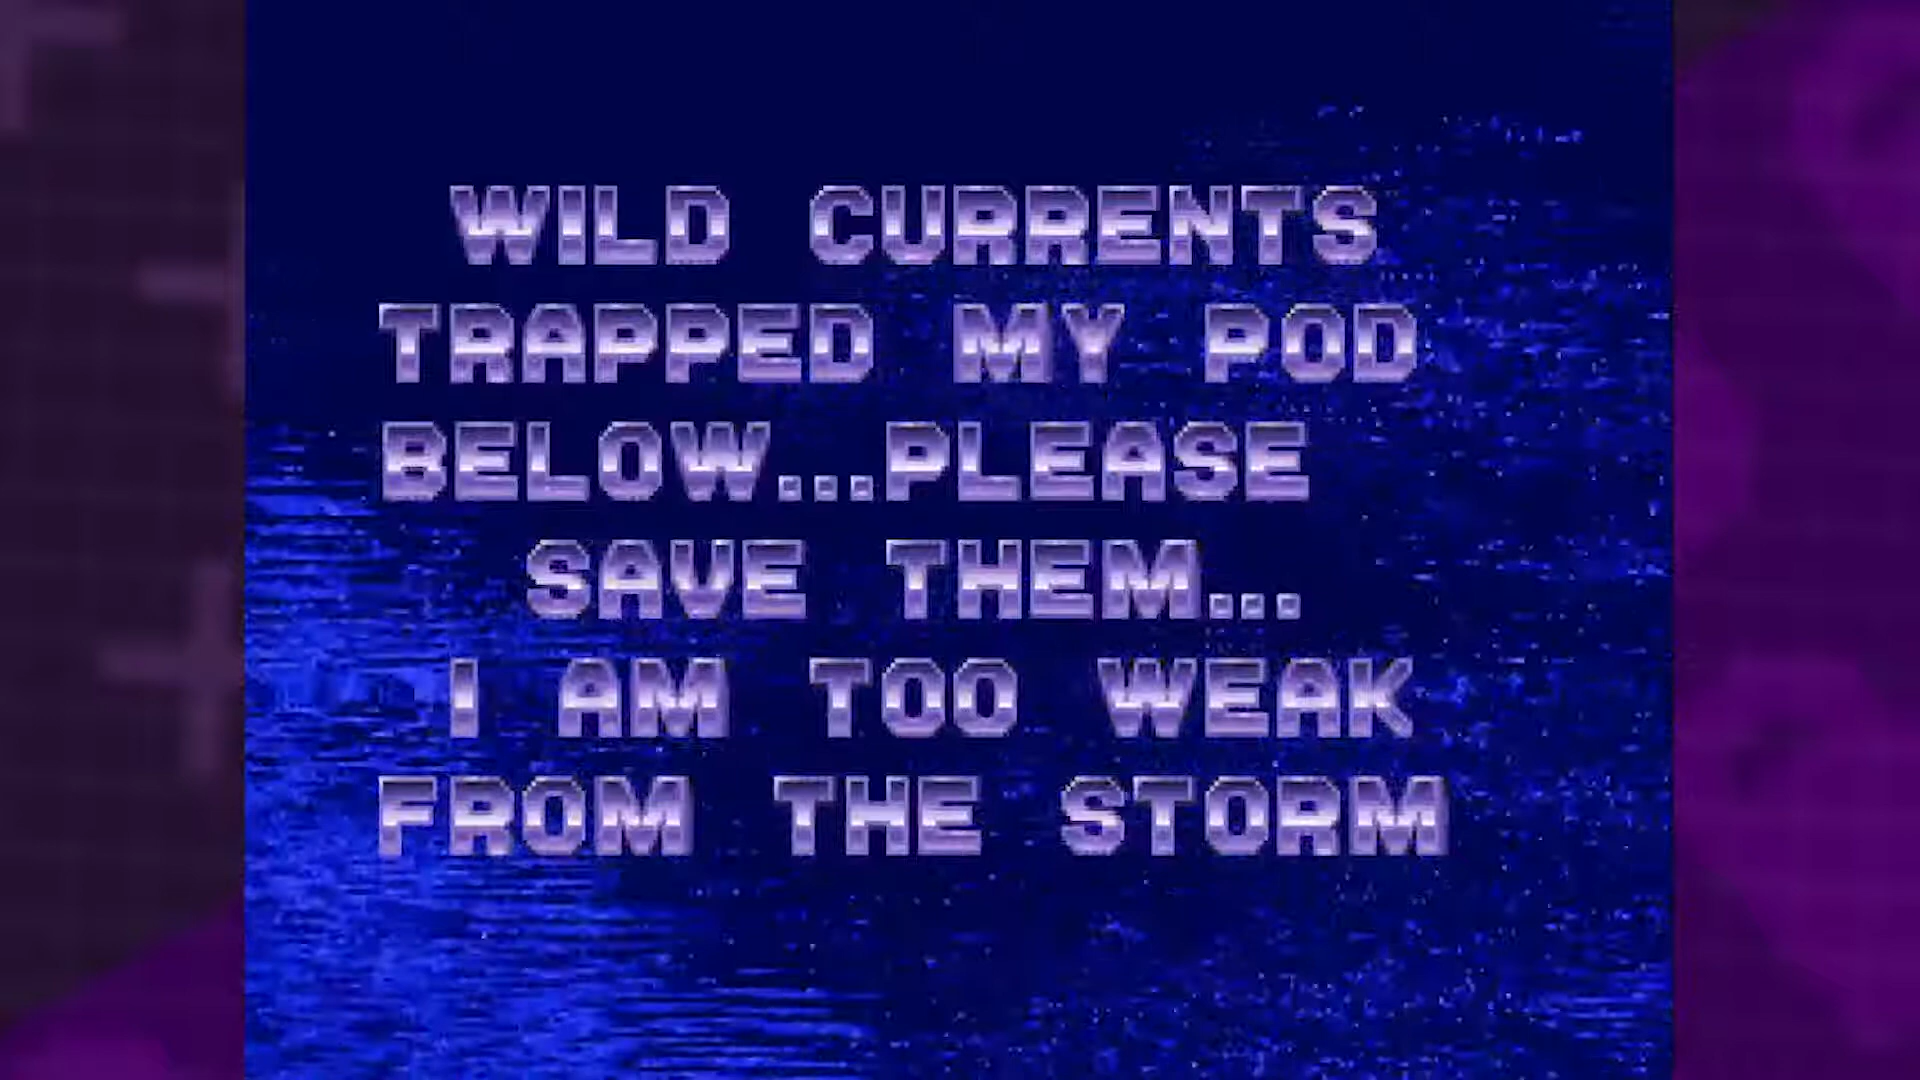 WILD CURRENTS
TRAPPED MY POD
BELOW...PLEASE
SAVE THEM...
I AM TOO WEAK
FROM THE STORM